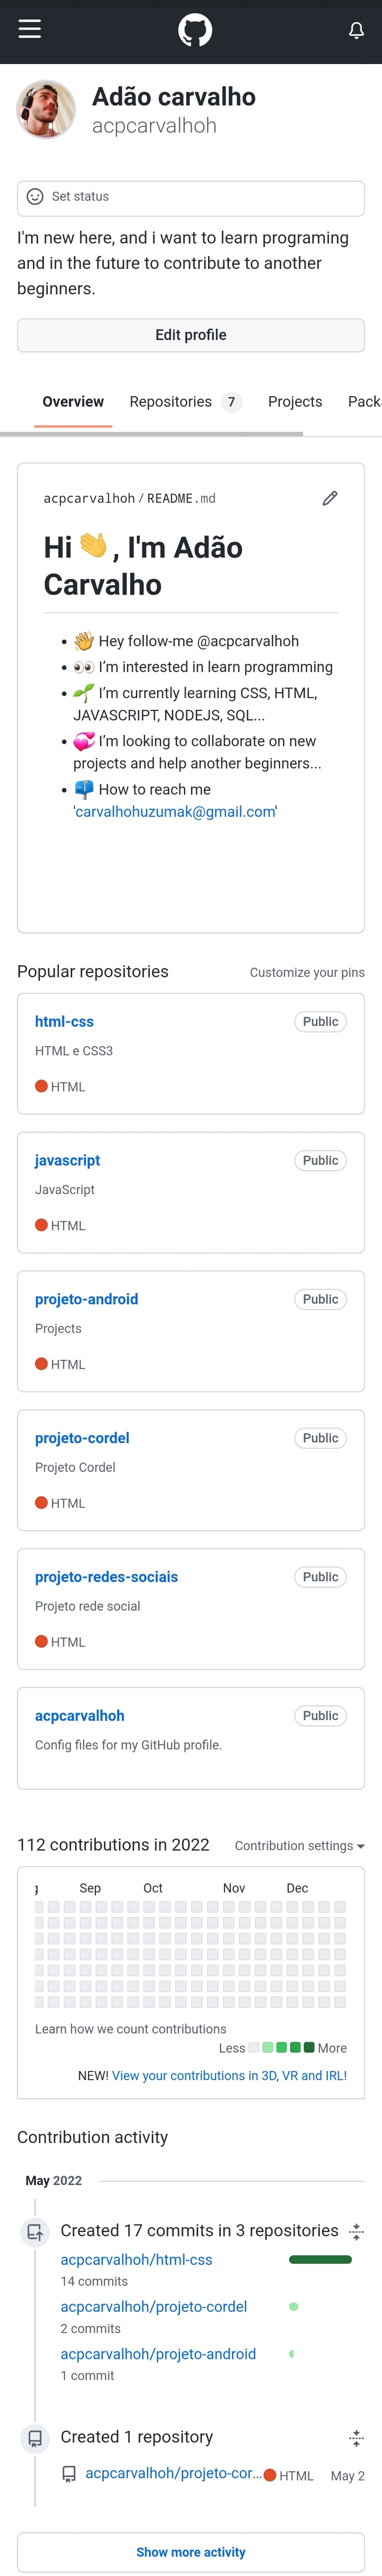 Adão carvalho
acpcarvalhoh
Set status
I'm new here, and i want to learn programing
and in the future to contribute to another
beginners.
Edit profile
Overview Repositories 7 Projects Pack
acpcarvalhoh / README.md
Hi 👋, I'm Adão
Carvalho
👋 Hey follow-me @acpcarvalhoh
👀 I’m interested in learn programming
🌱 I’m currently learning CSS, HTML,
JAVASCRIPT, NODEJS, SQL...
💞️ I’m looking to collaborate on new
projects and help another beginners...
📫 How to reach me
'carvalhohuzumak@gmail.com'
Popular repositories Customize your pins
html-css Public
HTML e CSS3
HTML
javascript Public
JavaScript
HTML
projeto-android Public
Projects
HTML
projeto-cordel Public
Projeto Cordel
HTML
projeto-redes-sociais Public
Projeto rede social
HTML
acpcarvalhoh Public
Config files for my GitHub profile.
112 contributions in 2022 Contribution settings
g Sep Oct Nov Dec
Learn how we count contributions
Less More
NEW! View your contributions in 3D, VR and IRL!
Contribution activity
May 2022
Created 17 commits in 3 repositories
acpcarvalhoh/html-css
14 commits
acpcarvalhoh/projeto-cordel
2 commits
acpcarvalhoh/projeto-android
1 commit
Created 1 repository
acpcarvalhoh/projeto-cor... HTML May 2
Show more activity